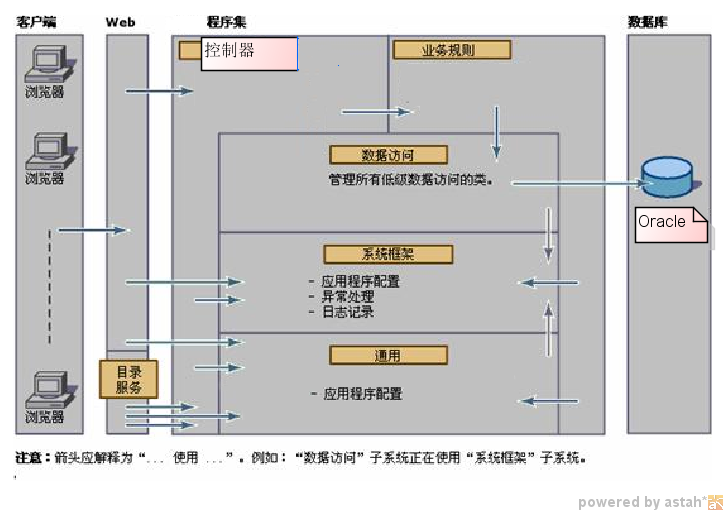 客户端 Web 程序集 数据库
控制器
业务规则
浏览器
浏览器
数据访问
管理所有低级数据访问的类。
Oracle
系统框架
- 应用程序配置
- 异常处理
- 日志记录
通用
目录
服务
- 应用程序配置
浏览器
注意：箭头应解释为“... 使用 ...”. 例如：“数据访问”子系统正在使用“系统框架”子系统。
powered by astah*